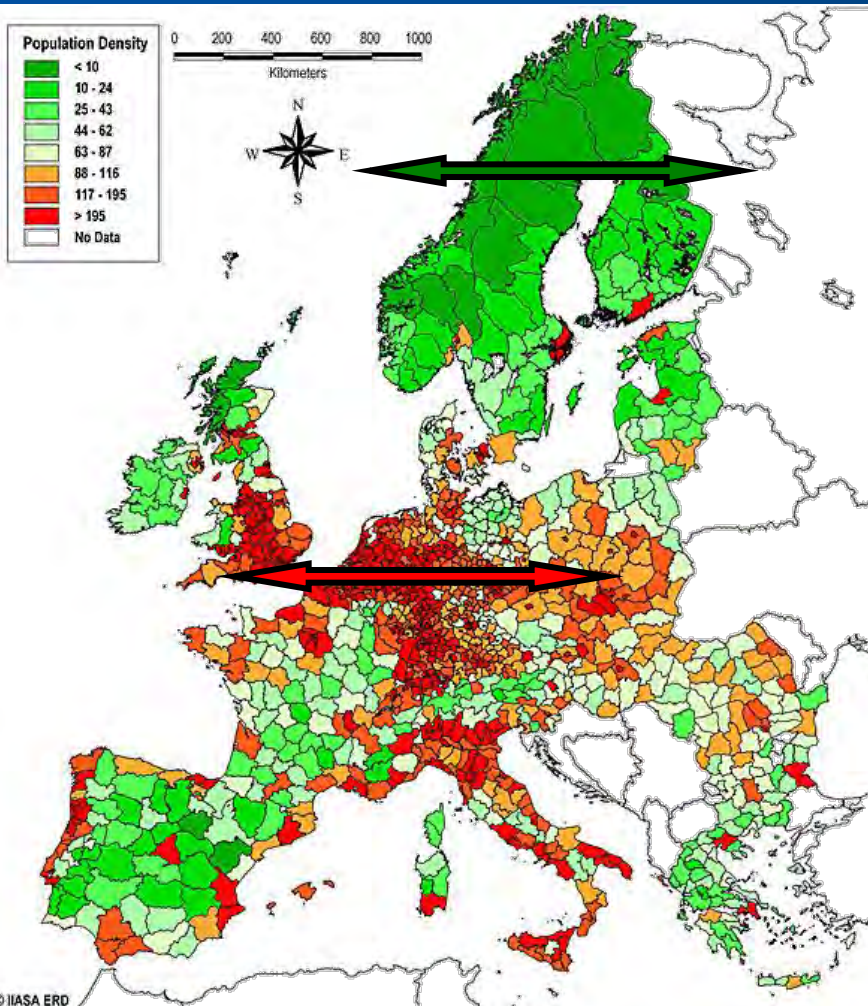 Population Density
< 10
10 - 24
25 - 43
44 - 62
63 - 87
88 - 116
117 - 195
> 195
No Data
0 200 400 600 800 1000
Kilometers
N
W E
S
© IIASA ERD